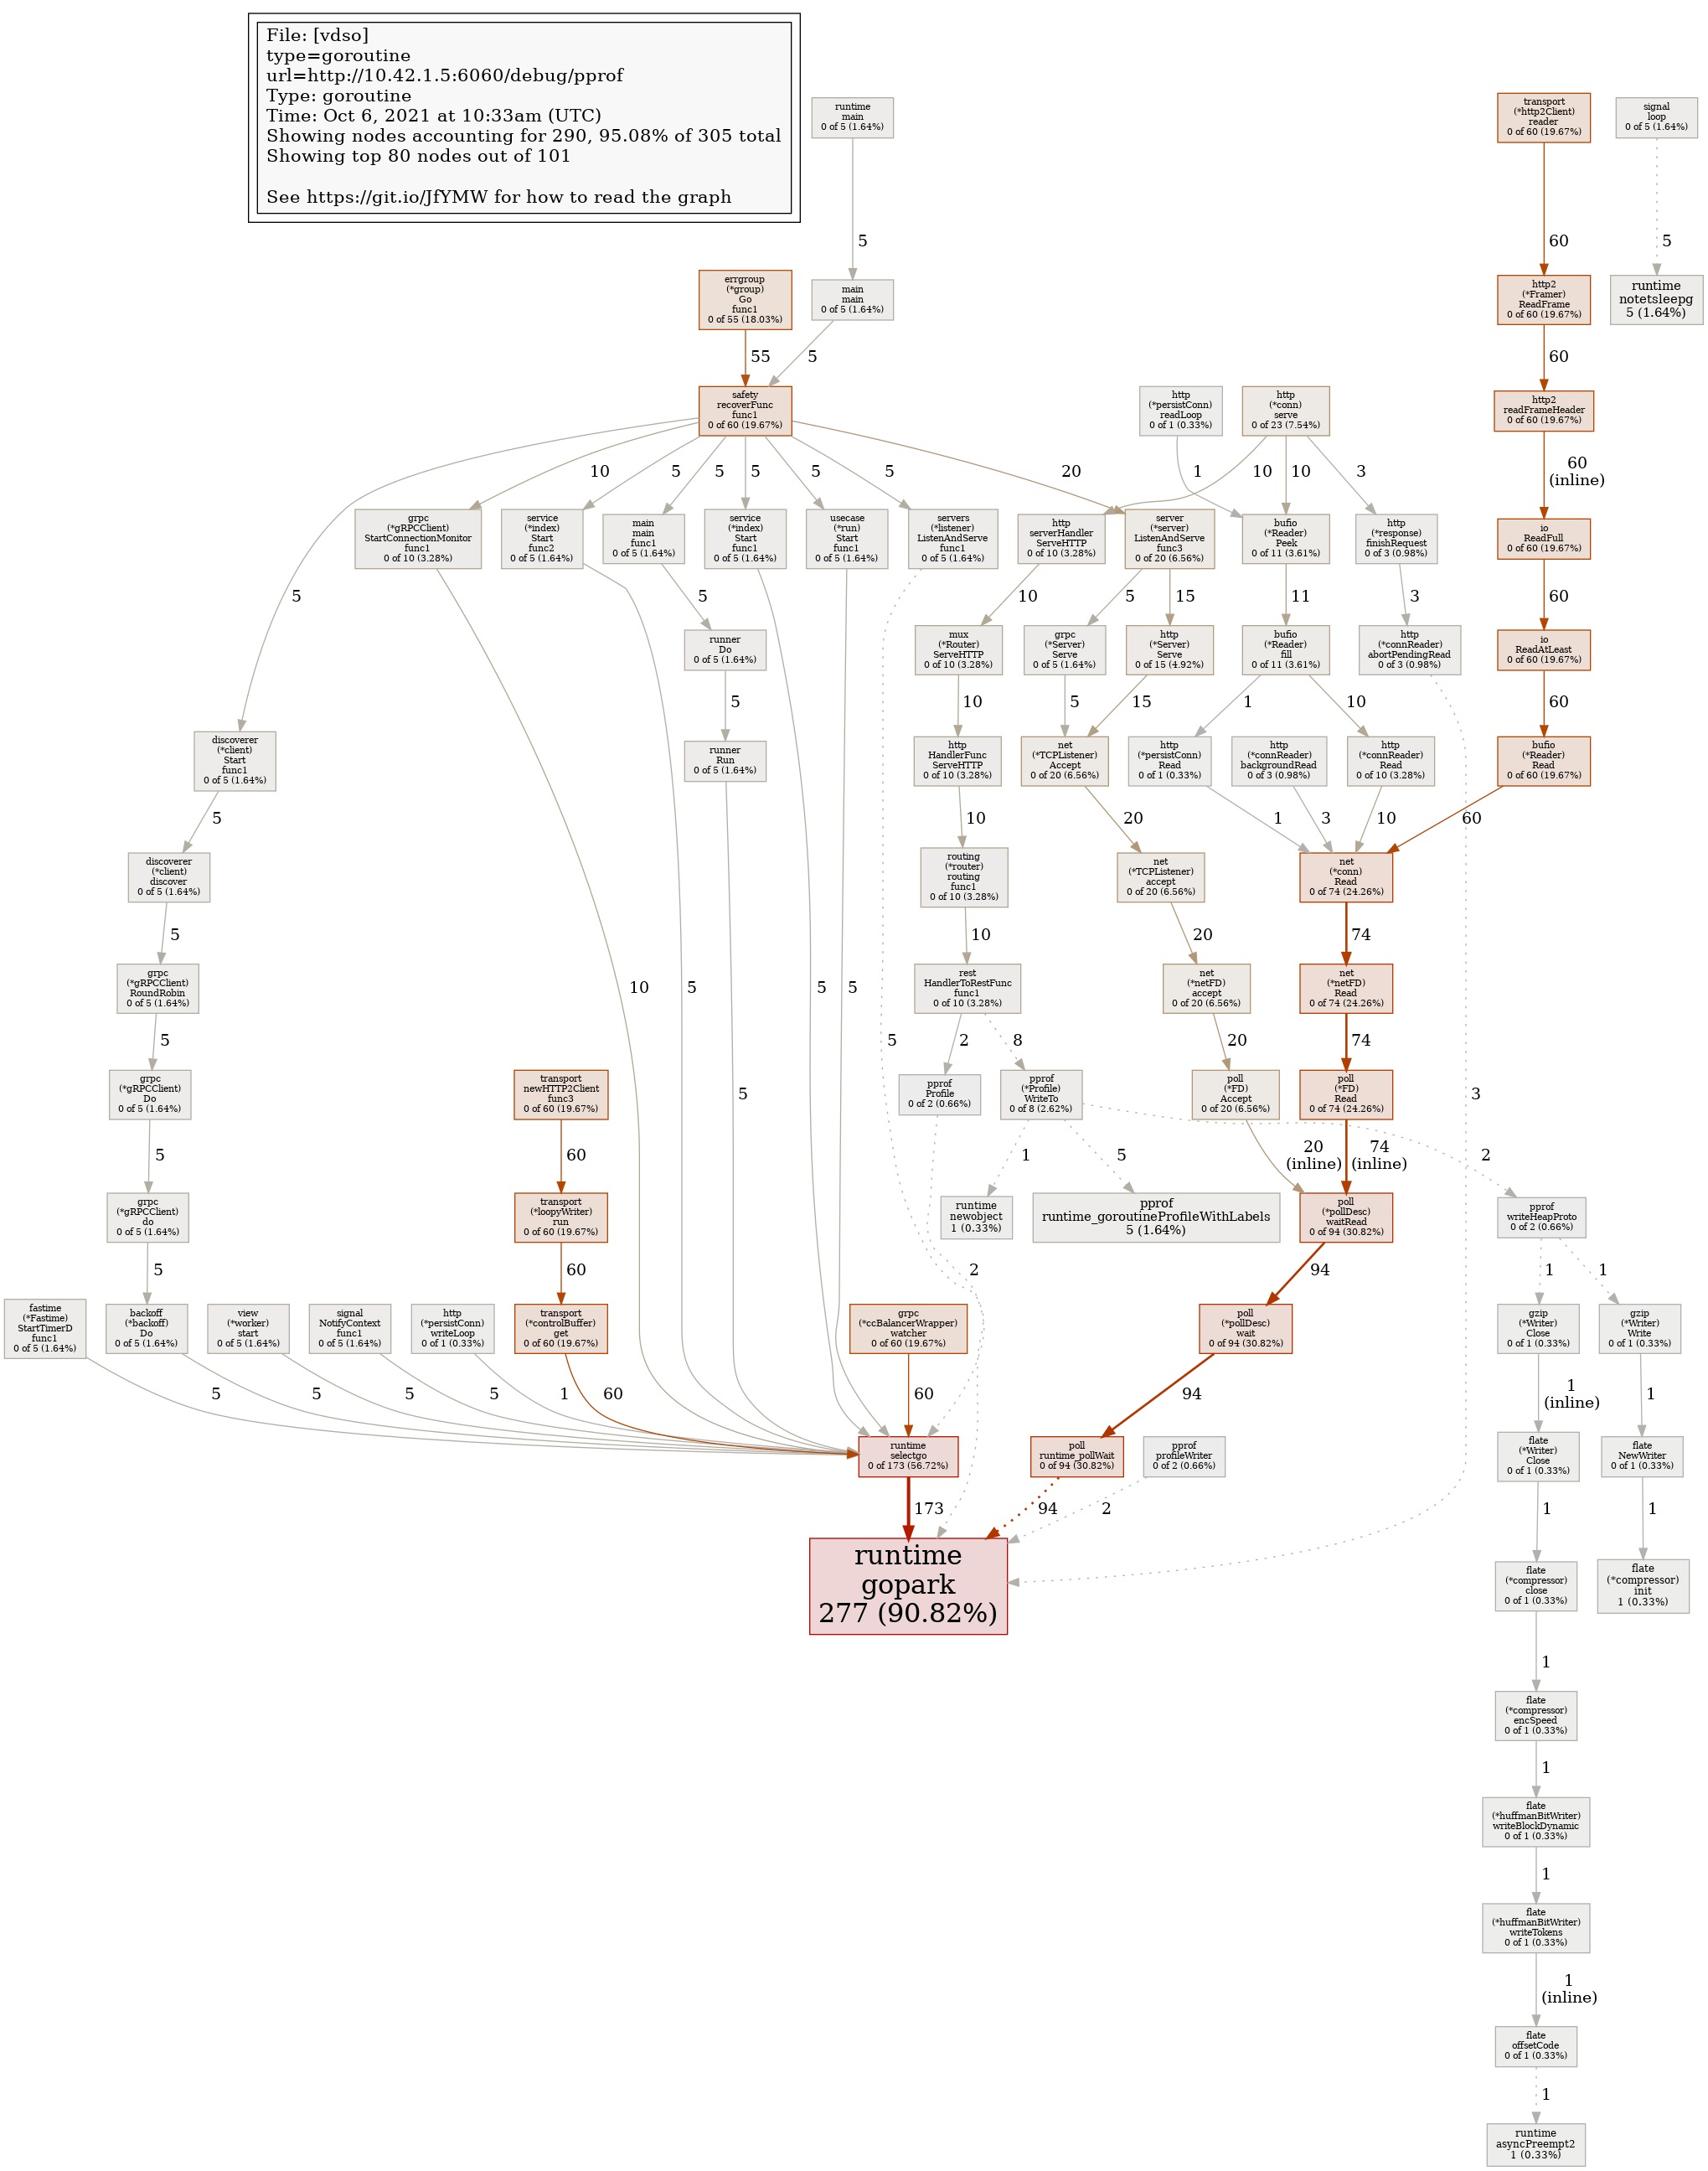 File: [vdso]
type=goroutine
url=http://10.42.1.5:6060/debug/pprof
Type: goroutine
Time: Oct 6, 2021 at 10:33am (UTC)
Showing nodes accounting for 290, 95.08% of 305 total
Showing top 80 nodes out of 101
See https://git.io/JfYMW for how to read the graph
runtime
main
0 of 5 (1.64%)
transport
(*http2Client)
reader
0 of 60 (19.67%)
signal
loop
0 of 5 (1.64%)
5
60
5
errgroup
(*group)
Go
func1
0 of 55 (18.03%)
main
main
0 of 5 (1.64%)
http2
(*Framer)
ReadFrame
0 of 60 (19.67%)
runtime
notetsleepg
5 (1.64%)
55
5
60
safety
recoverFunc
func1
0 of 60 (19.67%)
http
(*persistConn)
readLoop
0 of 1 (0.33%)
http
(*conn)
serve
0 of 23 (7.54%)
http2
readFrameHeader
0 of 60 (19.67%)
5
10
5
5
5
5
5
20
1
10
10
3
60
(inline)
grpc
(*gRPCClient)
StartConnectionMonitor
func1
0 of 10 (3.28%)
service
(*index)
Start
func2
0 of 5 (1.64%)
main
main
func1
0 of 5 (1.64%)
service
(*index)
Start
func1
0 of 5 (1.64%)
usecase
(*run)
Start
func1
0 of 5 (1.64%)
servers
(*listener)
ListenAndServe
func1
0 of 5 (1.64%)
http
serverHandler
ServeHTTP
0 of 10 (3.28%)
server
(*server)
ListenAndServe
func3
0 of 20 (6.56%)
bufio
(*Reader)
Peek
0 of 11 (3.61%)
http
(*response)
finishRequest
0 of 3 (0.98%)
io
ReadFull
0 of 60 (19.67%)
5
10
5
15
11
3
60
runner
Do
0 of 5 (1.64%)
mux
(*Router)
ServeHTTP
0 of 10 (3.28%)
grpc
(*Server)
Serve
0 of 5 (1.64%)
http
(*Server)
Serve
0 of 15 (4.92%)
bufio
(*Reader)
fill
0 of 11 (3.61%)
http
(*connReader)
abortPendingRead
0 of 3 (0.98%)
io
ReadAtLeast
0 of 60 (19.67%)
5
10
5
15
1
10
60
discoverer
(*client)
Start
func1
0 of 5 (1.64%)
runner
Run
0 of 5 (1.64%)
http
HandlerFunc
ServeHTTP
0 of 10 (3.28%)
net
(*TCPListener)
Accept
0 of 20 (6.56%)
http
(*persistConn)
Read
0 of 1 (0.33%)
http
(*connReader)
backgroundRead
0 of 3 (0.98%)
http
(*connReader)
Read
0 of 10 (3.28%)
bufio
(*Reader)
Read
0 of 60 (19.67%)
5
10
20
1
3
10
60
discoverer
(*client)
discover
0 of 5 (1.64%)
routing
(*router)
routing
func1
0 of 10 (3.28%)
net
(*TCPListener)
accept
0 of 20 (6.56%)
net
(*conn)
Read
0 of 74 (24.26%)
5
10
20
74
grpc
(*gRPCClient)
RoundRobin
0 of 5 (1.64%)
rest
HandlerToRestFunc
func1
0 of 10 (3.28%)
net
(*netFD)
accept
0 of 20 (6.56%)
net
(*netFD)
Read
0 of 74 (24.26%)
10
5
5
5
5
5
2
8
20
74
grpc
(*gRPCClient)
Do
0 of 5 (1.64%)
transport
newHTTP2Client
func3
0 of 60 (19.67%)
5
pprof
Profile
0 of 2 (0.66%)
pprof
(*Profile)
WriteTo
0 of 8 (2.62%)
poll
(*FD)
Accept
0 of 20 (6.56%)
poll
(*FD)
Read
0 of 74 (24.26%)
3
5
60
1
5
20
(inline)
74
(inline)
2
grpc
(*gRPCClient)
do
0 of 5 (1.64%)
transport
(*loopyWriter)
run
0 of 60 (19.67%)
runtime
newobject
1 (0.33%)
pprof
runtime_goroutineProfileWithLabels
5 (1.64%)
poll
(*pollDesc)
waitRead
0 of 94 (30.82%)
pprof
writeHeapProto
0 of 2 (0.66%)
5
60
2
94
1
1
fastime
(*Fastime)
StartTimerD
func1
0 of 5 (1.64%)
backoff
(*backoff)
Do
0 of 5 (1.64%)
view
(*worker)
start
0 of 5 (1.64%)
signal
NotifyContext
func1
0 of 5 (1.64%)
http
(*persistConn)
writeLoop
0 of 1 (0.33%)
transport
(*controlBuffer)
get
0 of 60 (19.67%)
grpc
(*ccBalancerWrapper)
watcher
0 of 60 (19.67%)
poll
(*pollDesc)
wait
0 of 94 (30.82%)
gzip
(*Writer)
Close
0 of 1 (0.33%)
gzip
(*Writer)
Write
0 of 1 (0.33%)
5
5
5
5
1
60
60
94
1
(inline)
1
runtime
selectgo
0 of 173 (56.72%)
poll
runtime_pollWait
0 of 94 (30.82%)
pprof
profileWriter
0 of 2 (0.66%)
flate
(*Writer)
Close
0 of 1 (0.33%)
flate
NewWriter
0 of 1 (0.33%)
173
94
2
1
1
runtime
gopark
277 (90.82%)
flate
(*compressor)
close
0 of 1 (0.33%)
flate
(*compressor)
init
1 (0.33%)
1
flate
(*compressor)
encSpeed
0 of 1 (0.33%)
1
flate
(*huffmanBitWriter)
writeBlockDynamic
0 of 1 (0.33%)
1
flate
(*huffmanBitWriter)
writeTokens
0 of 1 (0.33%)
1
(inline)
flate
offsetCode
0 of 1 (0.33%)
1
runtime
asyncPreempt2
1 (0.33%)